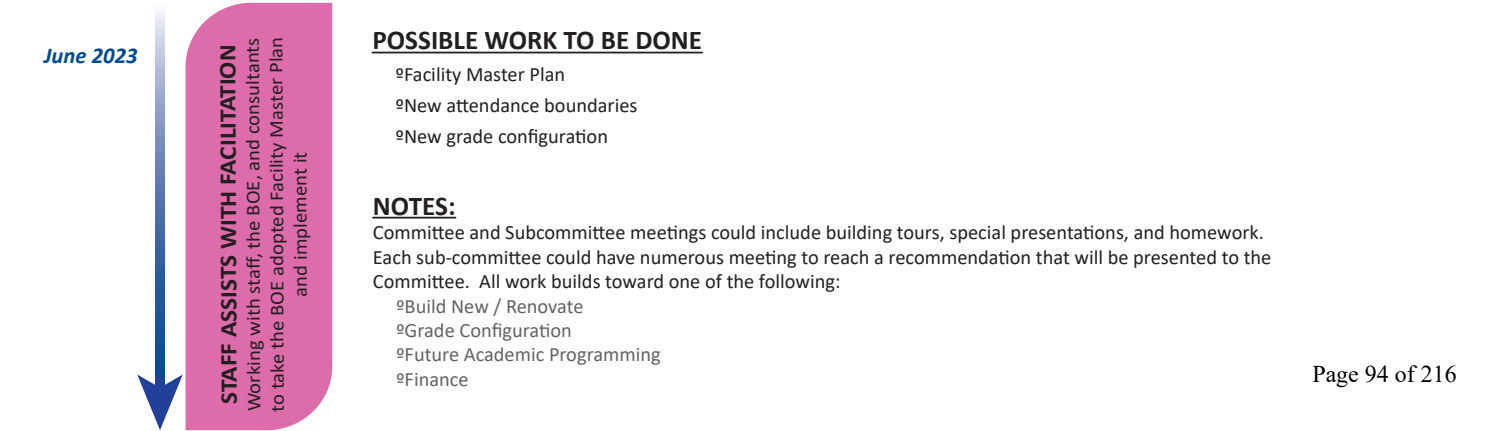 June 2023
STAFF ASSISTS WITH FACILITATION
Working with staff, the BOE, and consultants
to take the BOE adopted Facility Master Plan
and implement it
POSSIBLE WORK TO BE DONE
ºFacility Master Plan
ºNew attendance boundaries
ºNew grade configuration
NOTES:
Committee and Subcommittee meetings could include building tours, special presentations, and homework.
Each sub-committee could have numerous meeting to reach a recommendation that will be presented to the
Committee.  All work builds toward one of the following:
ºBuild New / Renovate
ºGrade Configuration
ºFuture Academic Programming
ºFinance
Page 94 of 216